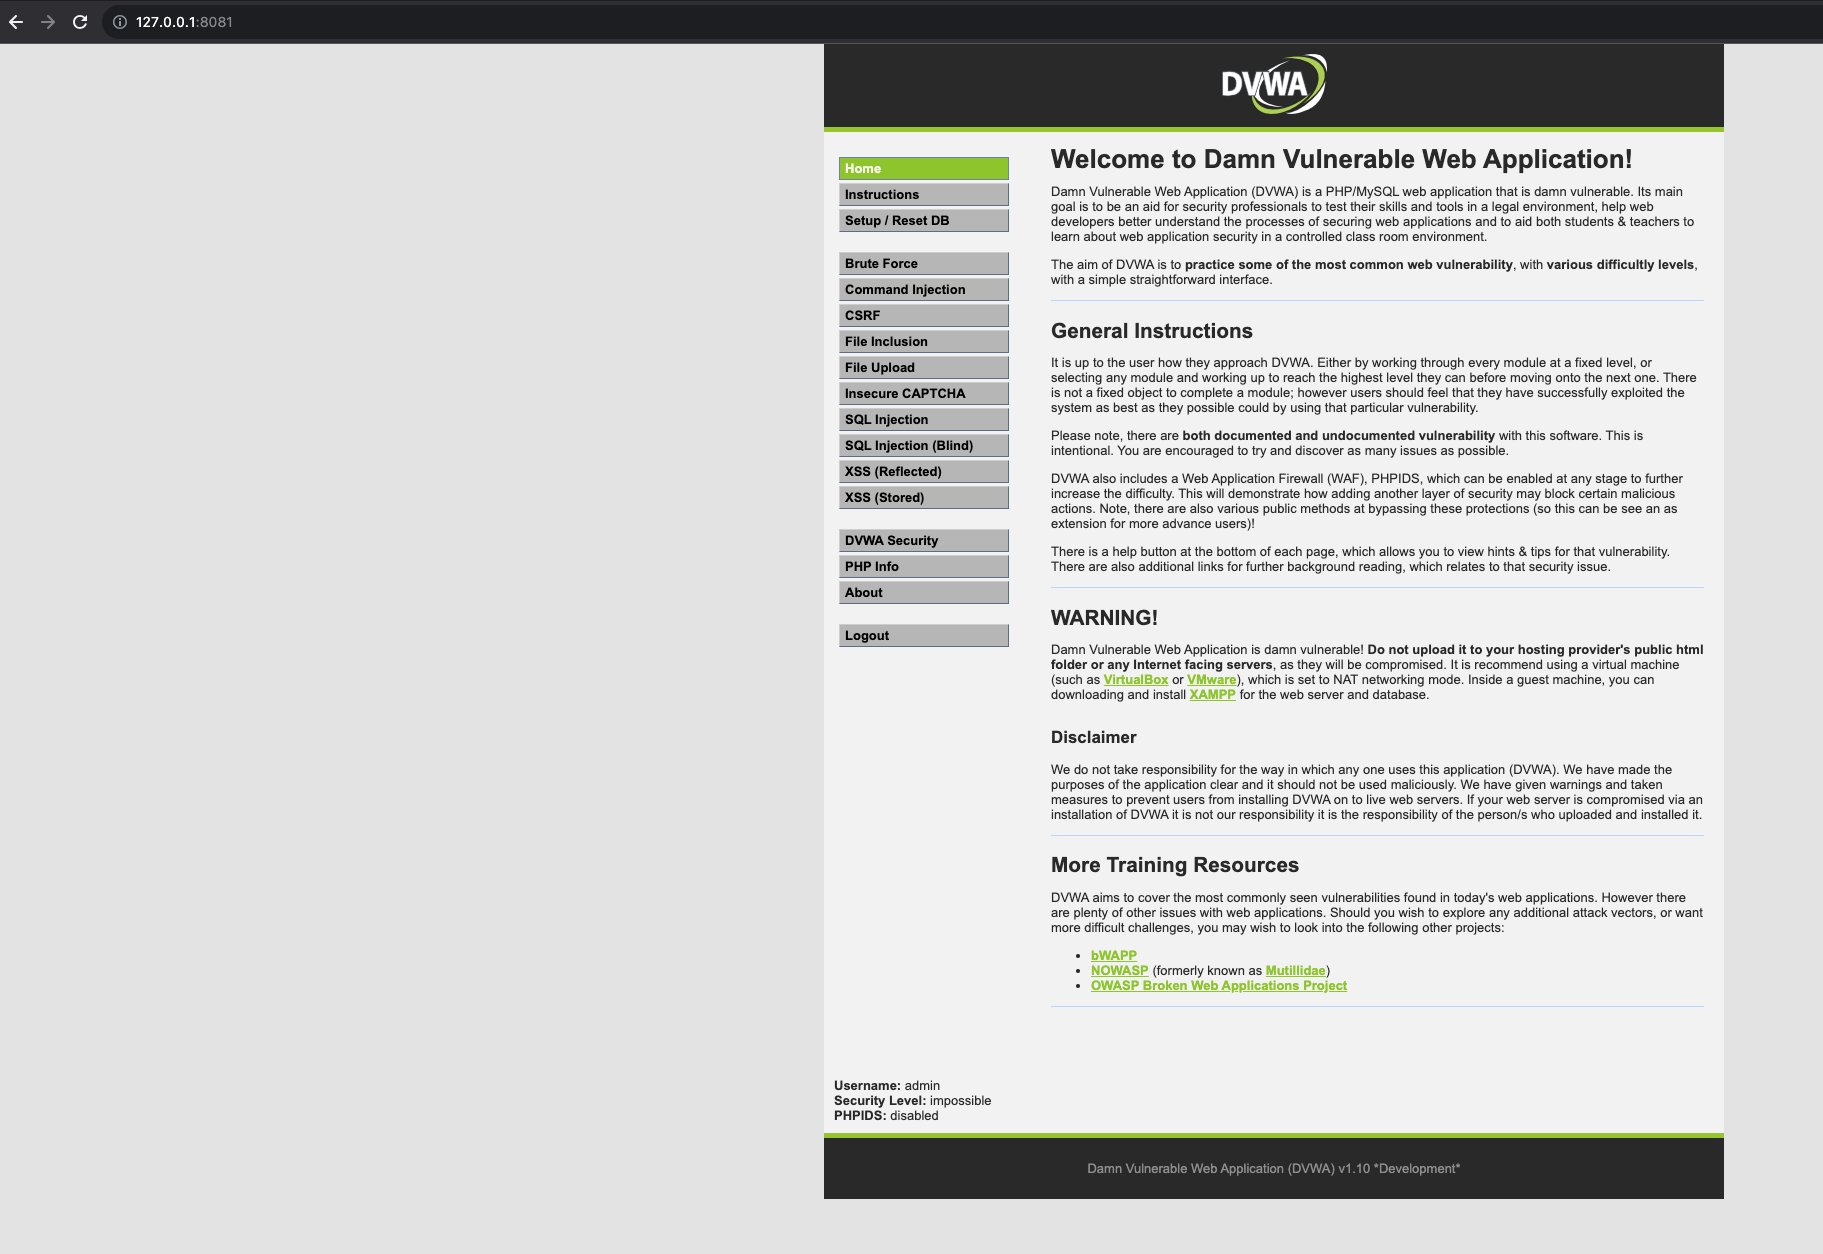 127.0.0.1:8081
DVWA
Home
Instructions
Setup / Reset DB
Brute Force
Command Injection
CSRF
File Inclusion
File Upload
Insecure CAPTCHA
SQL Injection
SQL Injection (Blind)
XSS (Reflected)
XSS (Stored)
DVWA Security
PHP Info
About
Logout
Welcome to Damn Vulnerable Web Application!
Damn Vulnerable Web Application (DVWA) is a PHP/MySQL web application that is damn vulnerable. Its main
goal is to be an aid for security professionals to test their skills and tools in a legal environment, help web
developers better understand the processes of securing web applications and to aid both students & teachers to
learn about web application security in a controlled class room environment.
The aim of DVWA is to practice some of the most common web vulnerability, with various difficultly levels,
with a simple straightforward interface.
General Instructions
It is up to the user how they approach DVWA. Either by working through every module at a fixed level, or
selecting any module and working up to reach the highest level they can before moving onto the next one. There
is not a fixed object to complete a module; however users should feel that they have successfully exploited the
system as best as they possible could by using that particular vulnerability.
Please note, there are both documented and undocumented vulnerability with this software. This is
intentional. You are encouraged to try and discover as many issues as possible.
DVWA also includes a Web Application Firewall (WAF), PHPIDS, which can be enabled at any stage to further
increase the difficulty. This will demonstrate how adding another layer of security may block certain malicious
actions. Note, there are also various public methods at bypassing these protections (so this can be see an as
extension for more advance users)!
There is a help button at the bottom of each page, which allows you to view hints & tips for that vulnerability.
There are also additional links for further background reading, which relates to that security issue.
WARNING!
Damn Vulnerable Web Application is damn vulnerable! Do not upload it to your hosting provider's public html
folder or any Internet facing servers, as they will be compromised. It is recommend using a virtual machine
(such as VirtualBox or VMware), which is set to NAT networking mode. Inside a guest machine, you can
downloading and install XAMPP for the web server and database.
Disclaimer
We do not take responsibility for the way in which any one uses this application (DVWA). We have made the
purposes of the application clear and it should not be used maliciously. We have given warnings and taken
measures to prevent users from installing DVWA on to live web servers. If your web server is compromised via an
installation of DVWA it is not our responsibility it is the responsibility of the person/s who uploaded and installed it.
More Training Resources
DVWA aims to cover the most commonly seen vulnerabilities found in today's web applications. However there
are plenty of other issues with web applications. Should you wish to explore any additional attack vectors, or want
more difficult challenges, you may wish to look into the following other projects:
• bWAPP
• NOWASP (formerly known as Mutillidae)
• OWASP Broken Web Applications Project
Username: admin
Security Level: impossible
PHPIDS: disabled
Damn Vulnerable Web Application (DVWA) v1.10 *Development*